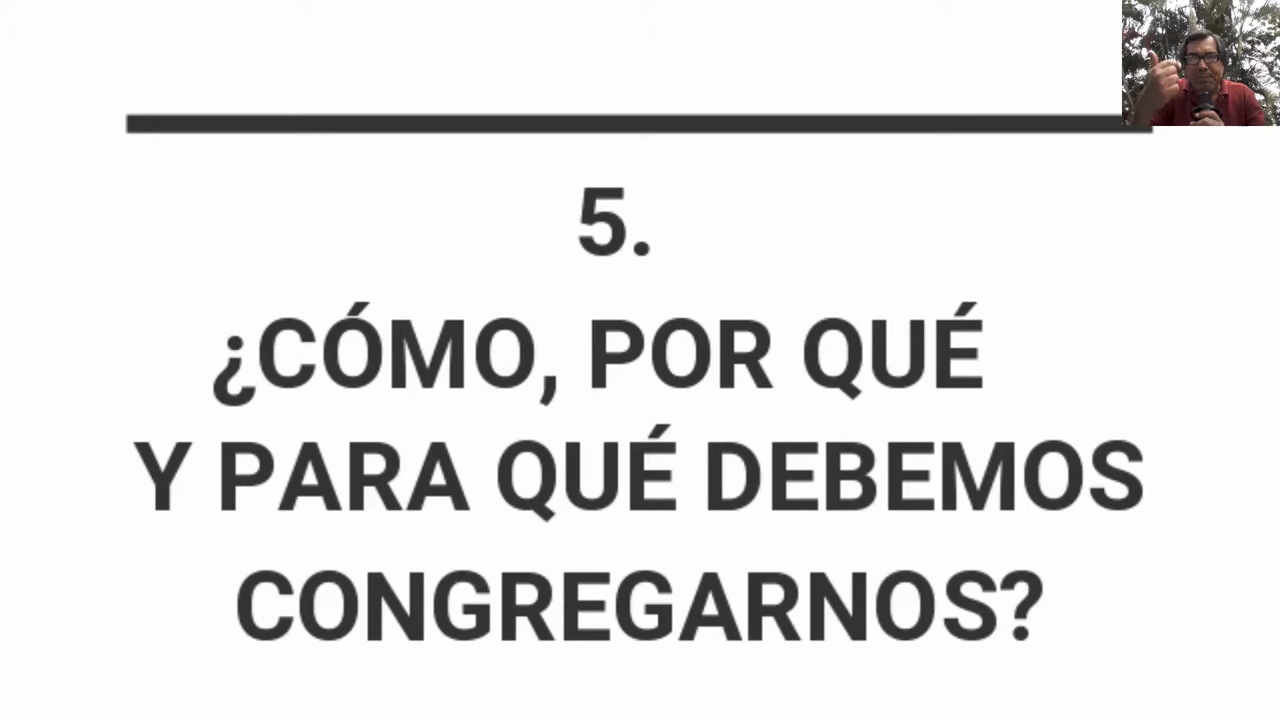 5.
¿CÓMO, POR QUÉ
Y PARA QUÉ DEBEMOS
CONGREGARNOS?